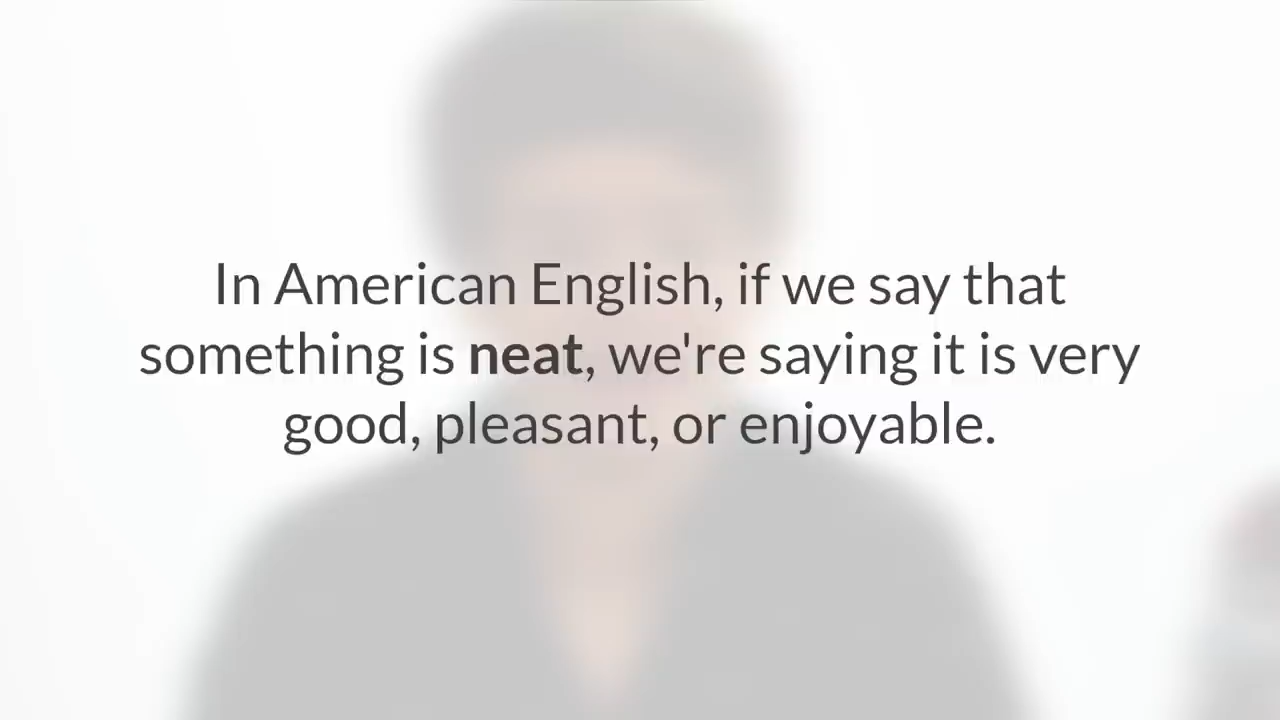 In American English, if we say that
something is neat, we're saying it is very
good, pleasant, or enjoyable.